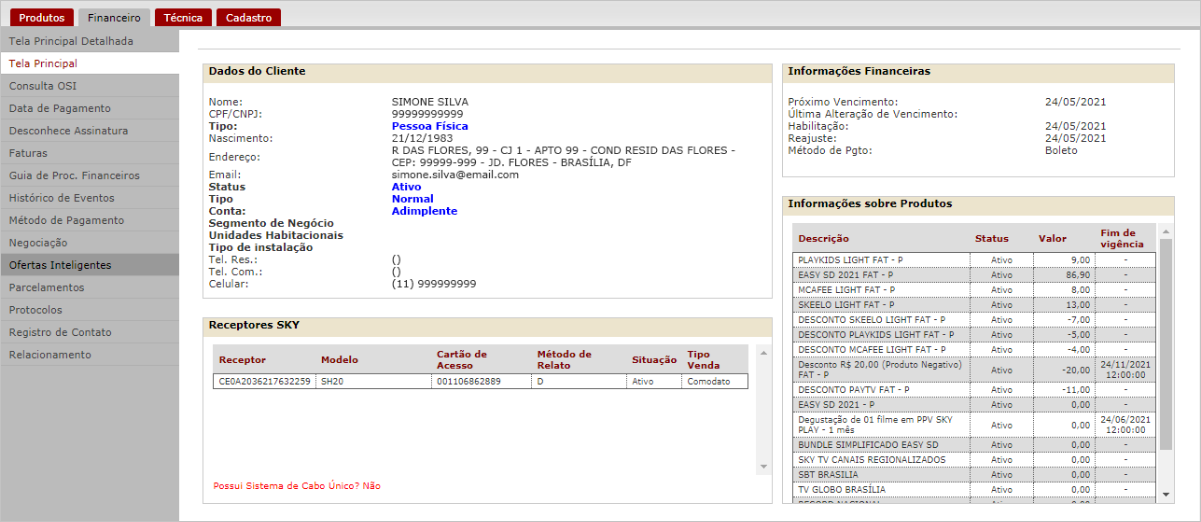 Produtos
Financeiro
Técnica
Cadastro
Tela Principal Detalhada
Tela Principal
Consulta OSI
Data de Pagamento
Desconhece Assinatura
Faturas
Guia de Proc. Financeiros
Histórico de Eventos
Método de Pagamento
Negociação
Ofertas Inteligentes
Parcelamentos
Protocolos
Registro de Contato
Relacionamento
Dados do Cliente
Nome: SIMONE SILVA
CPF/CNPJ: 99999999999
Tipo: Pessoa Física
Nascimento: 21/12/1983
Endereço: R DAS FLORES, 99 - CJ 1 - APTO 99 - COND RESID DAS FLORES -
CEP: 99999-999 - JD. FLORES - BRASÍLIA, DF
Email: simone.silva@email.com
Status Ativo
Tipo Normal
Conta: Adimplente
Segmento de Negócio
Unidades Habitacionais
Tipo de instalação
Tel. Res.: ()
Tel. Com.: ()
Celular: (11) 999999999
Receptores SKY
Receptor Modelo Cartão de Acesso Método de Relato Situação Tipo Venda
CE0A2036217632259 SH20 001106862889 D Ativo Comodato
Possui Sistema de Cabo Único? Não
Informações Financeiras
Próximo Vencimento: 24/05/2021
Última Alteração de Vencimento:
Habilitação: 24/05/2021
Reajuste: 24/05/2021
Método de Pgto: Boleto
Informações sobre Produtos
Descrição Status Valor Fim de vigência
PLAYKIDS LIGHT FAT - P Ativo 9,00 -
EASY SD 2021 FAT - P Ativo 86,90 -
MCAFEE LIGHT FAT - P Ativo 8,00 -
SKEELO LIGHT FAT - P Ativo 13,00 -
DESCONTO SKEELO LIGHT FAT - P Ativo -7,00 -
DESCONTO PLAYKIDS LIGHT FAT - P Ativo -5,00 -
DESCONTO MCAFEE LIGHT FAT - P Ativo -4,00 -
Desconto R$ 20,00 (Produto Negativo) FAT - P Ativo -20,00 24/11/2021 12:00:00
DESCONTO PAYTV FAT - P Ativo -11,00 -
EASY SD 2021 - P Ativo 0,00 -
Degustação de 01 filme em PPV SKY PLAY - 1 mês Ativo 0,00 24/06/2021 12:00:00
BUNDLE SIMPLIFICADO EASY SD Ativo 0,00 -
SKY TV CANAIS REGIONALIZADOS Ativo 0,00 -
SBT BRASILIA Ativo 0,00 -
TV GLOBO BRASÍLIA Ativo 0,00 -